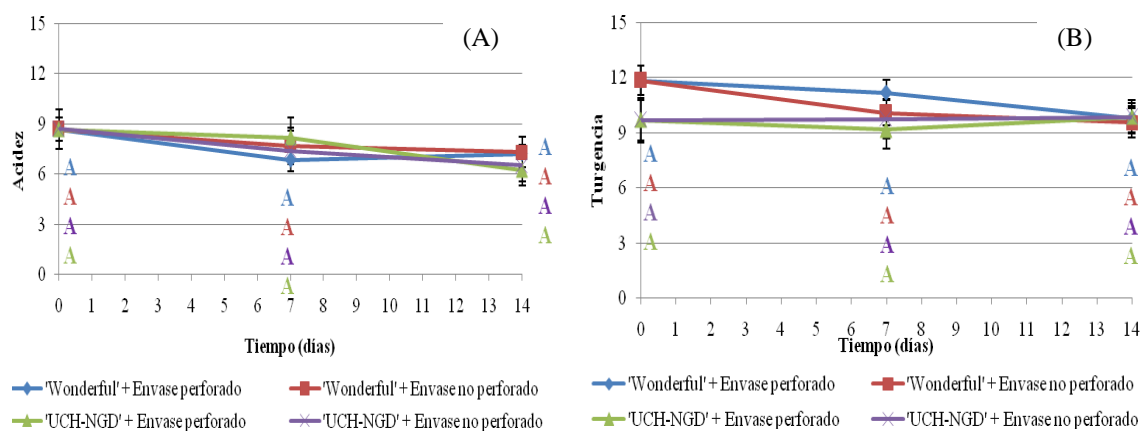 (A)
Acidez
15
12
9
6
3
0
A
A
A
A
A
A
A
A
A
A
A
A
0 1 2 3 4 5 6 7 8 9 10 11 12 13 14
Tiempo (días)
'Wonderful' + Envase perforado
'Wonderful' + Envase no perforado
'UCH-NGD' + Envase perforado
'UCH-NGD' + Envase no perforado
(B)
Turgencia
15
12
9
6
3
0
A
A
A
A
A
A
A
A
A
A
A
A
0 1 2 3 4 5 6 7 8 9 10 11 12 13 14
Tiempo (días)
'Wonderful' + Envase perforado
'Wonderful' + Envase no perforado
'UCH-NGD' + Envase perforado
'UCH-NGD' + Envase no perforado